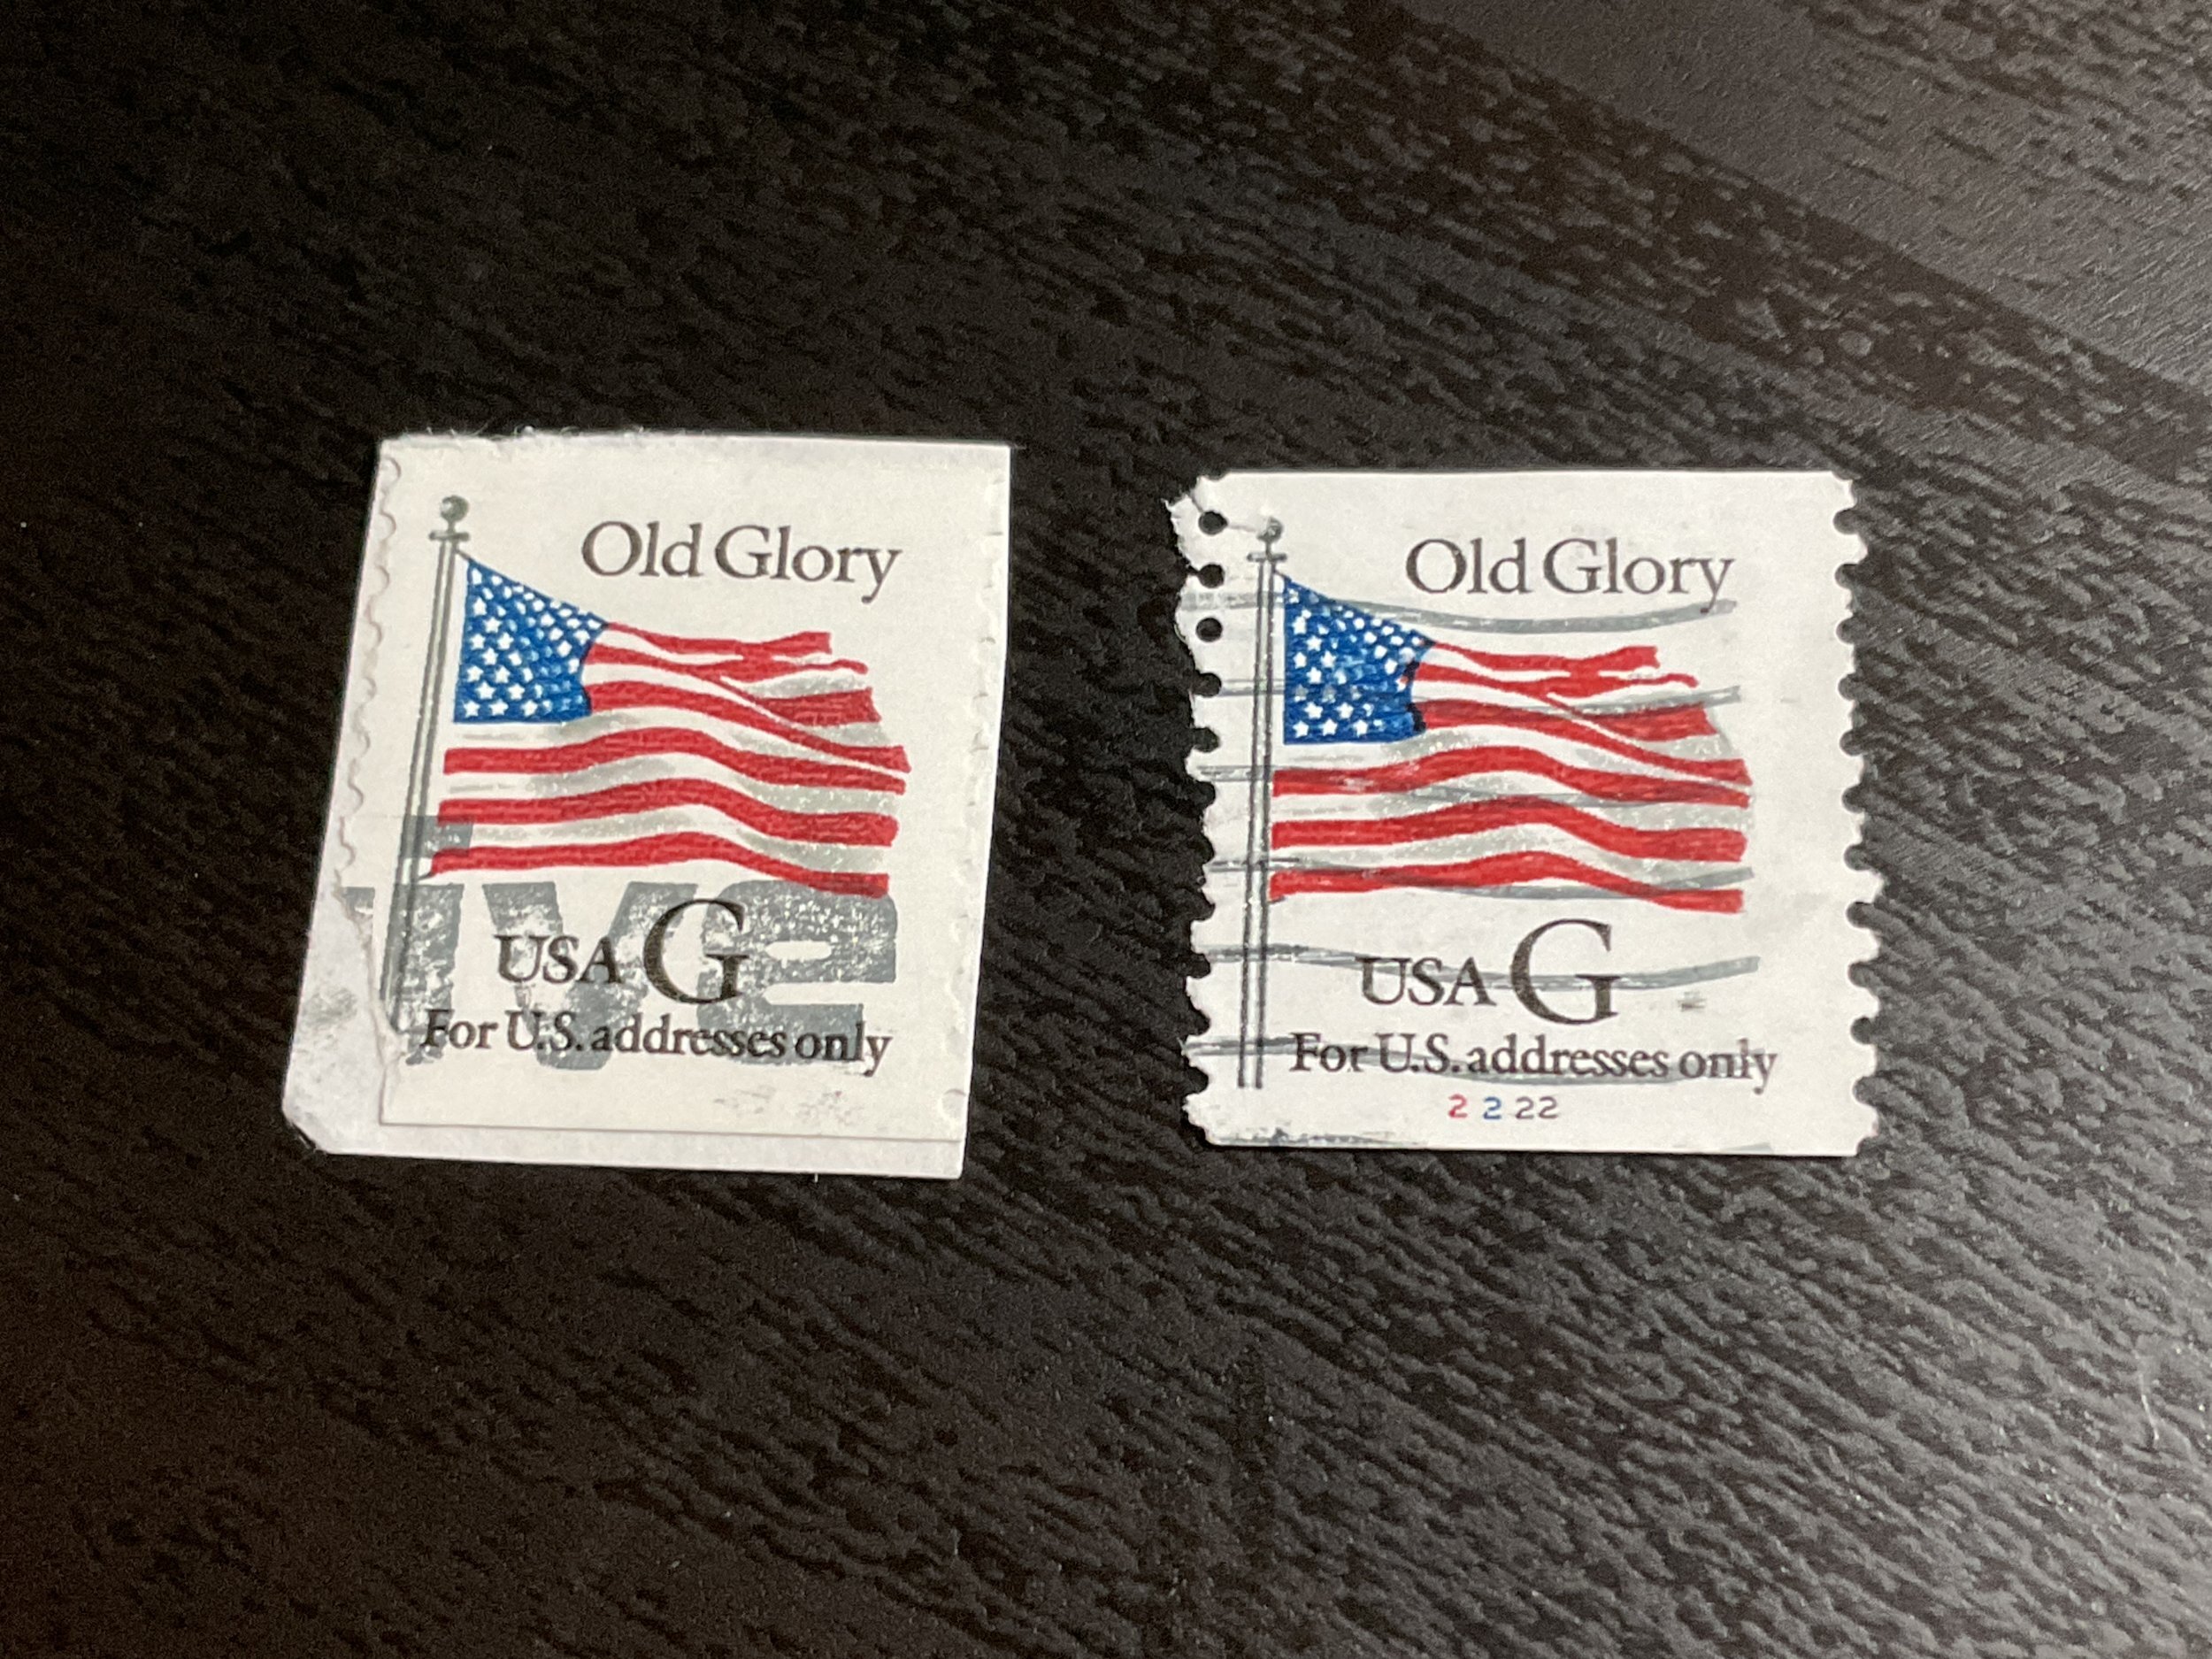 Old Glory
USA G
For U.S. addresses only
Old Glory
USA G
For U.S. addresses only
2 2 22